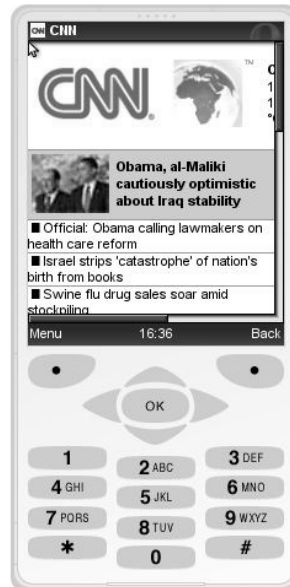 CNN
CNN
TM
Obama, al-Maliki
cautiously optimistic
about Iraq stability
Official: Obama calling lawmakers on
health care reform
Israel strips 'catastrophe' of nation's
birth from books
Swine flu drug sales soar amid
stockpiling
Menu 16:36 Back
OK
1 2 ABC 3 DEF
4 GHI 5 JKL 6 MNO
7 PQRS 8 TUV 9 WXYZ
* 0 #